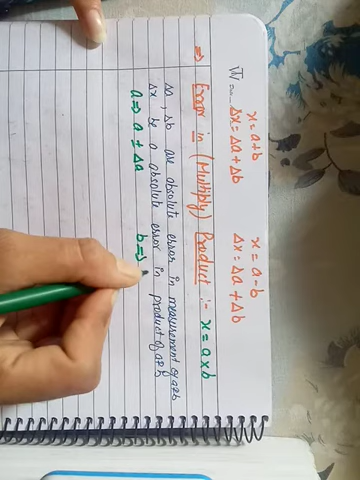 x = a+b
x = a-b
Δx = Δa + Δb
Δx = Δa + Δb
⇒ Error in (Multiply) Product :- x = a x b
Δa, Δb are absolute error in measurement of a & b
Δx be a absolute error in product of a & b
a ⇒ a ± Δa b ⇒